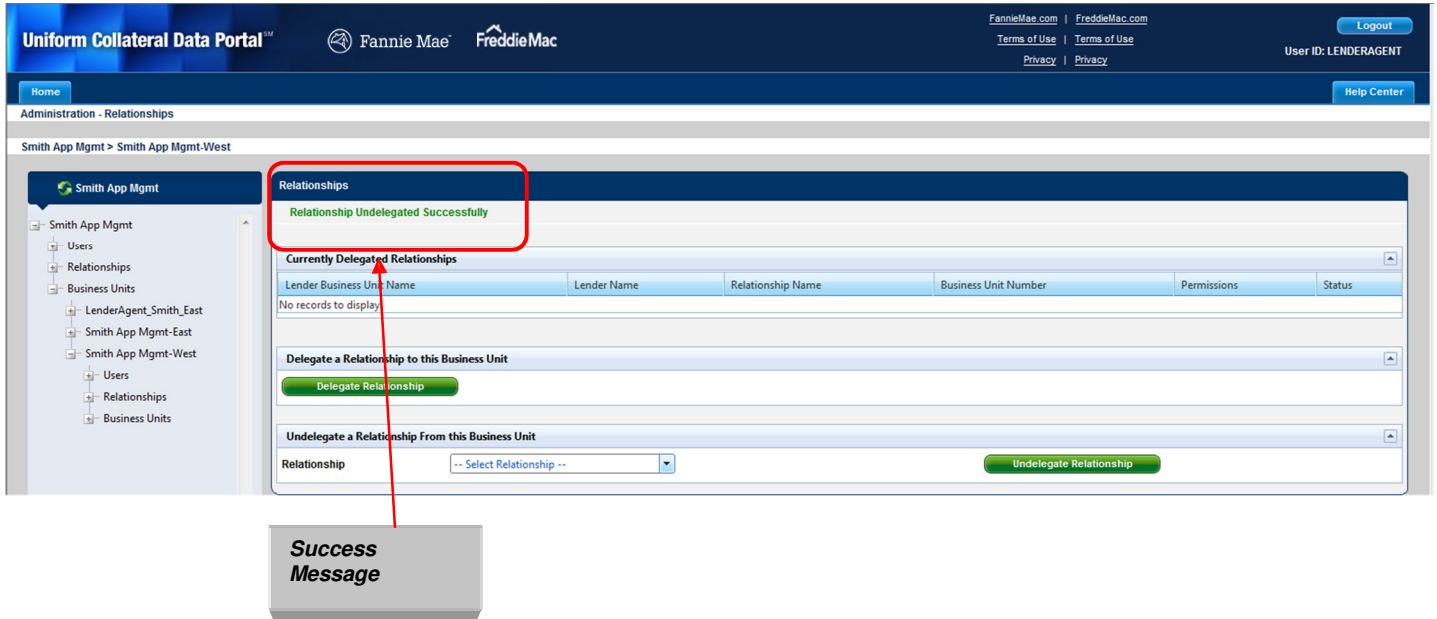 Uniform Collateral Data Portal℠
Fannie Mae
Freddie Mac
FannieMae.com | FreddieMac.com
Terms of Use | Terms of Use
Privacy | Privacy
Logout
User ID: LENDERAGENT
Home
Help Center
Administration - Relationships
Smith App Mgmt > Smith App Mgmt-West
Smith App Mgmt
Smith App Mgmt
Users
Relationships
Business Units
LenderAgent_Smith_East
Smith App Mgmt-East
Smith App Mgmt-West
Users
Relationships
Business Units
Relationships
Relationship Undelegated Successfully
Currently Delegated Relationships
Lender Business Unit Name Lender Name Relationship Name Business Unit Number Permissions Status
No records to display
Delegate a Relationship to this Business Unit
Delegate Relationship
Undelegate a Relationship From this Business Unit
Relationship -- Select Relationship -- Undelegate Relationship
Success
Message